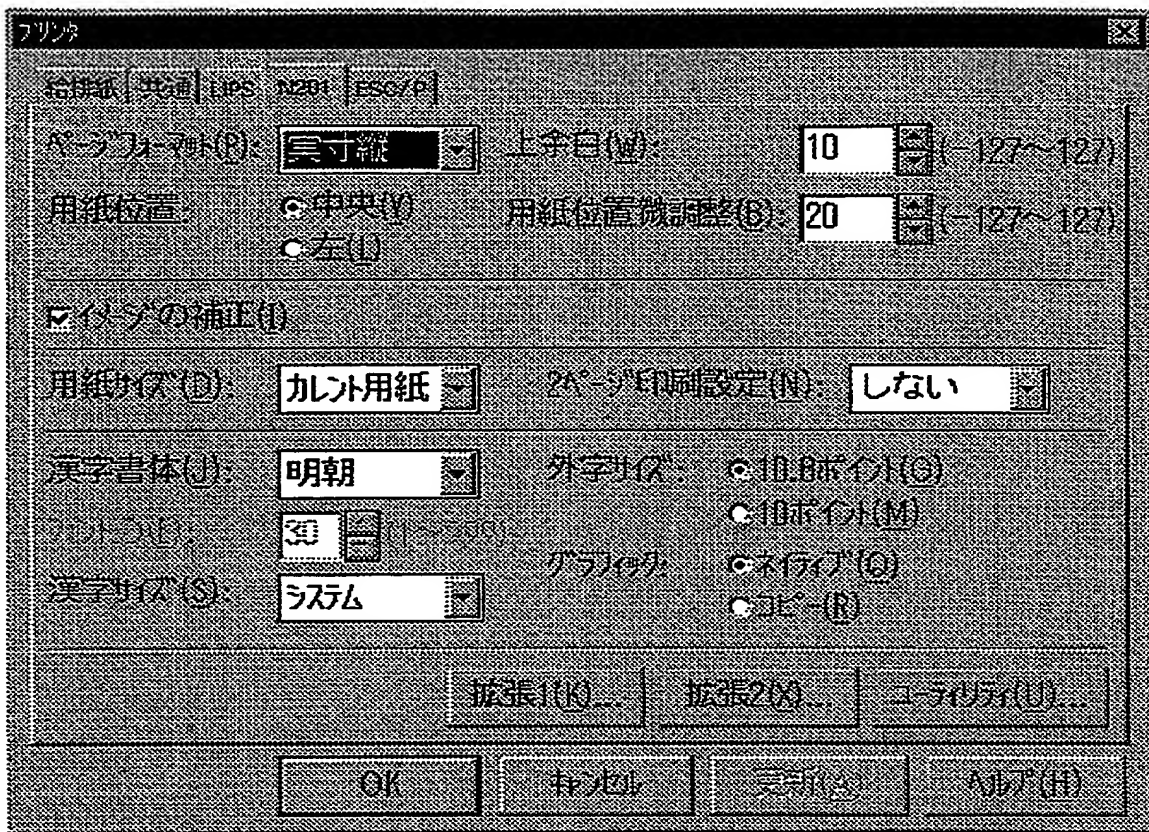 プリンタ
給排紙 共通 LIPS N201 ESC/P
ページフォーマット(P): 実寸縦 上余白(W): 10 (-127~127)
用紙位置: 中央(Y) 用紙位置微調整(B): 20 (-127~127)
左(L)
イメージの補正(I)
用紙サイズ(D): カレント用紙 2ページ印刷設定(N): しない
漢字書体(J): 明朝 外字サイズ: 10.8ポイント(G)
10ポイント(M)
30
グラフィック: ネイティブ(O)
漢字サイズ(S): システム
コピー(R)
拡張1(K)... 拡張2(X)... ユーティリティ(U)...
OK キャンセル 更新(A) ヘルプ(H)